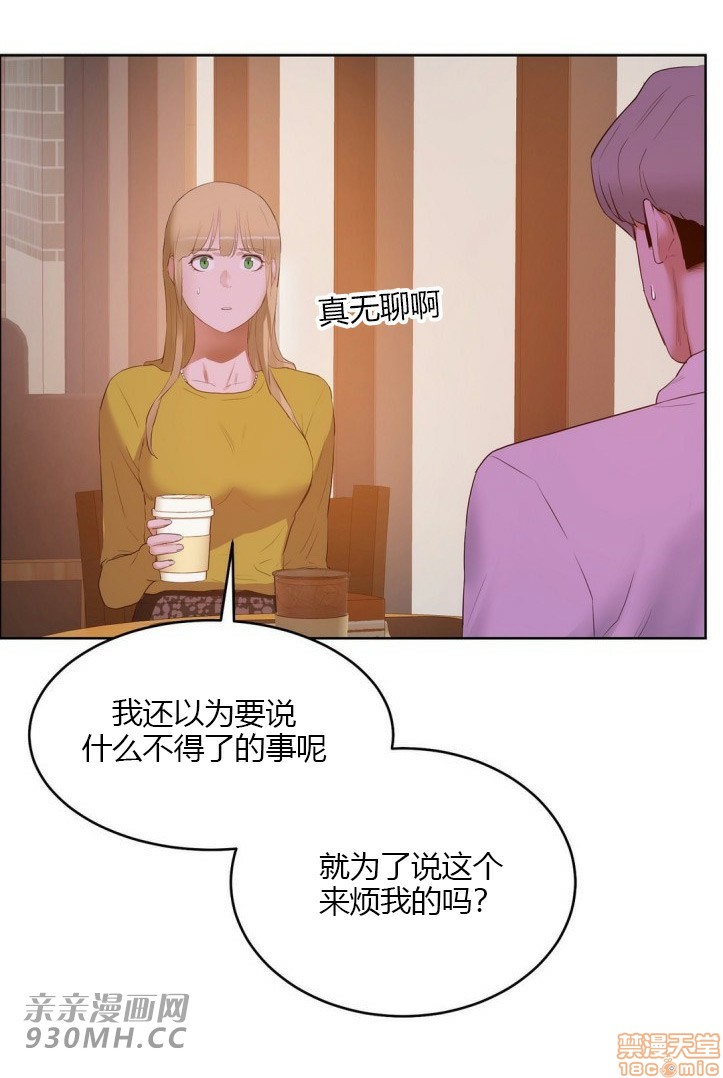 真无聊啊
我还以为要说
什么不得了的事呢
就为了说这个
来烦我的吗?
亲亲漫画网
930MWH.CC
禁漫天堂
18comic